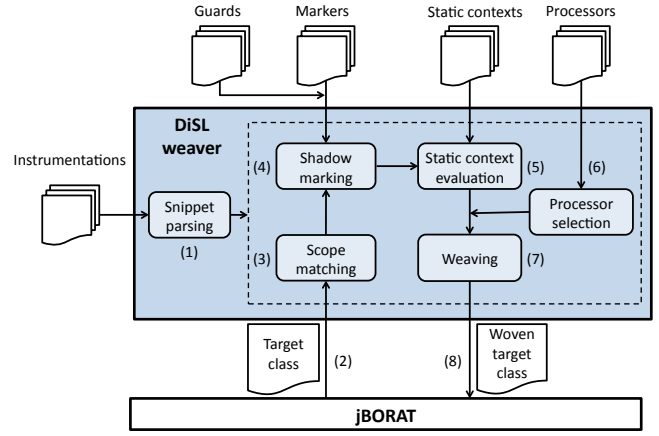 Guards
Markers
Static contexts
Processors
DiSL
weaver
Instrumentations
(4)
Shadow
marking
Static context
evaluation
(5)
(6)
Snippet
parsing
Processor
selection
(1)
(3)
Scope
matching
Weaving
(7)
Target
class
(2)
(8)
Woven
target
class
jBORAT